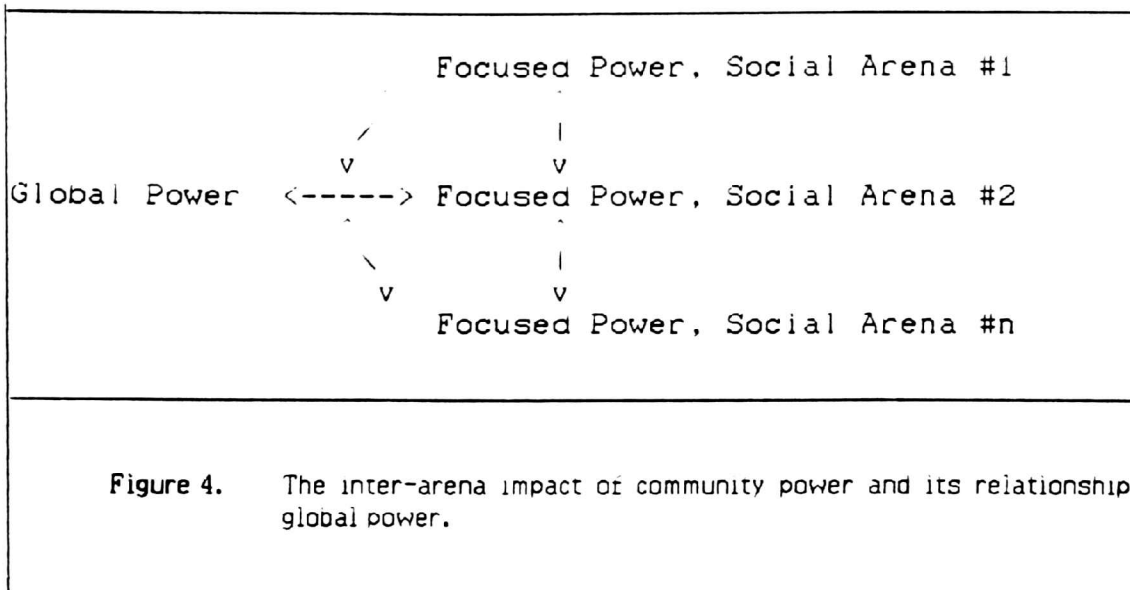 Focused Power, Social Arena #1
Global Power <-----> Focused Power, Social Arena #2
Focused Power, Social Arena #n
Figure 4. The inter-arena impact of community power and its relationship
global power.